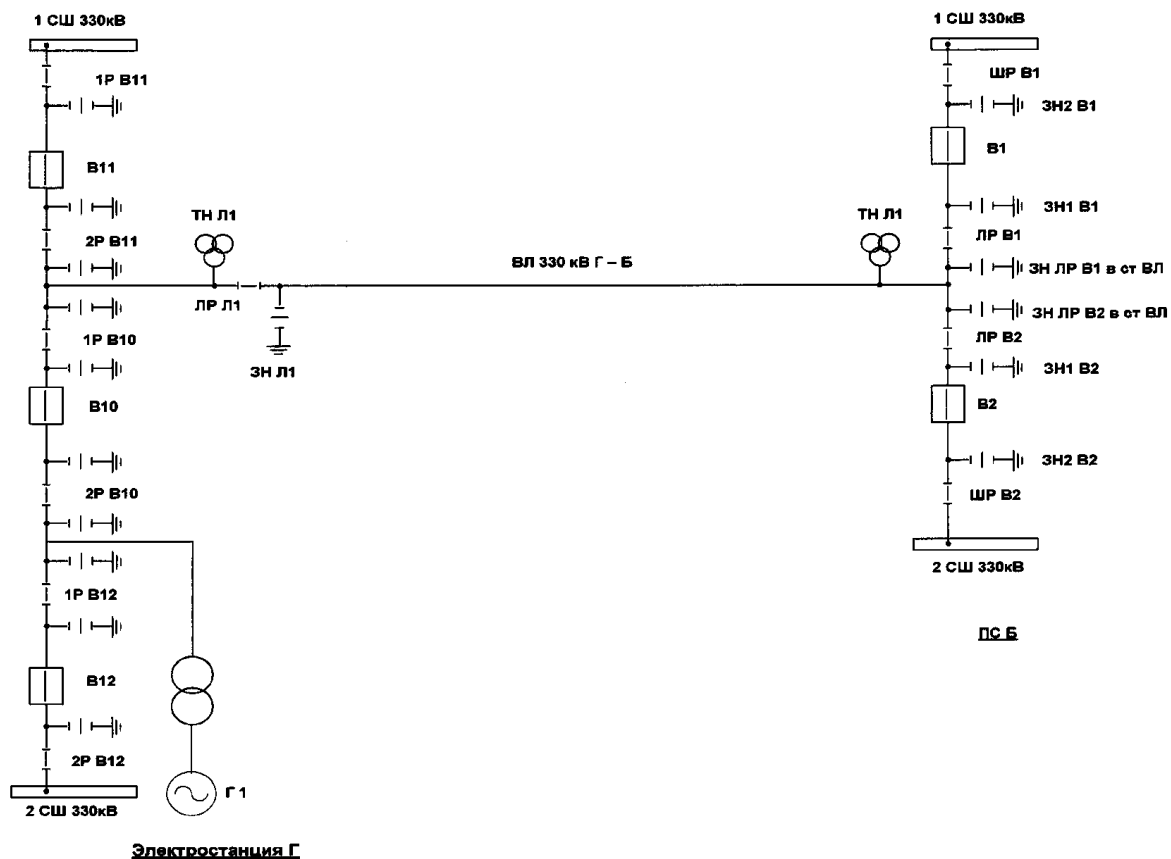 1 СШ 330кВ
1Р В11
В11
2Р В11
ТН Л1
ЛР Л1
ЗН Л1
1Р В10
В10
2Р В10
1Р В12
В12
2Р В12
Г 1
2 СШ 330кВ
Электростанция Г
ВЛ 330 кВ Г – Б
1 СШ 330кВ
ШР В1
ЗН2 В1
В1
ЗН1 В1
ТН Л1
ЛР В1
ЗН ЛР В1 в ст ВЛ
ЗН ЛР В2 в ст ВЛ
ЛР В2
ЗН1 В2
В2
ЗН2 В2
ШР В2
2 СШ 330кВ
ПС Б